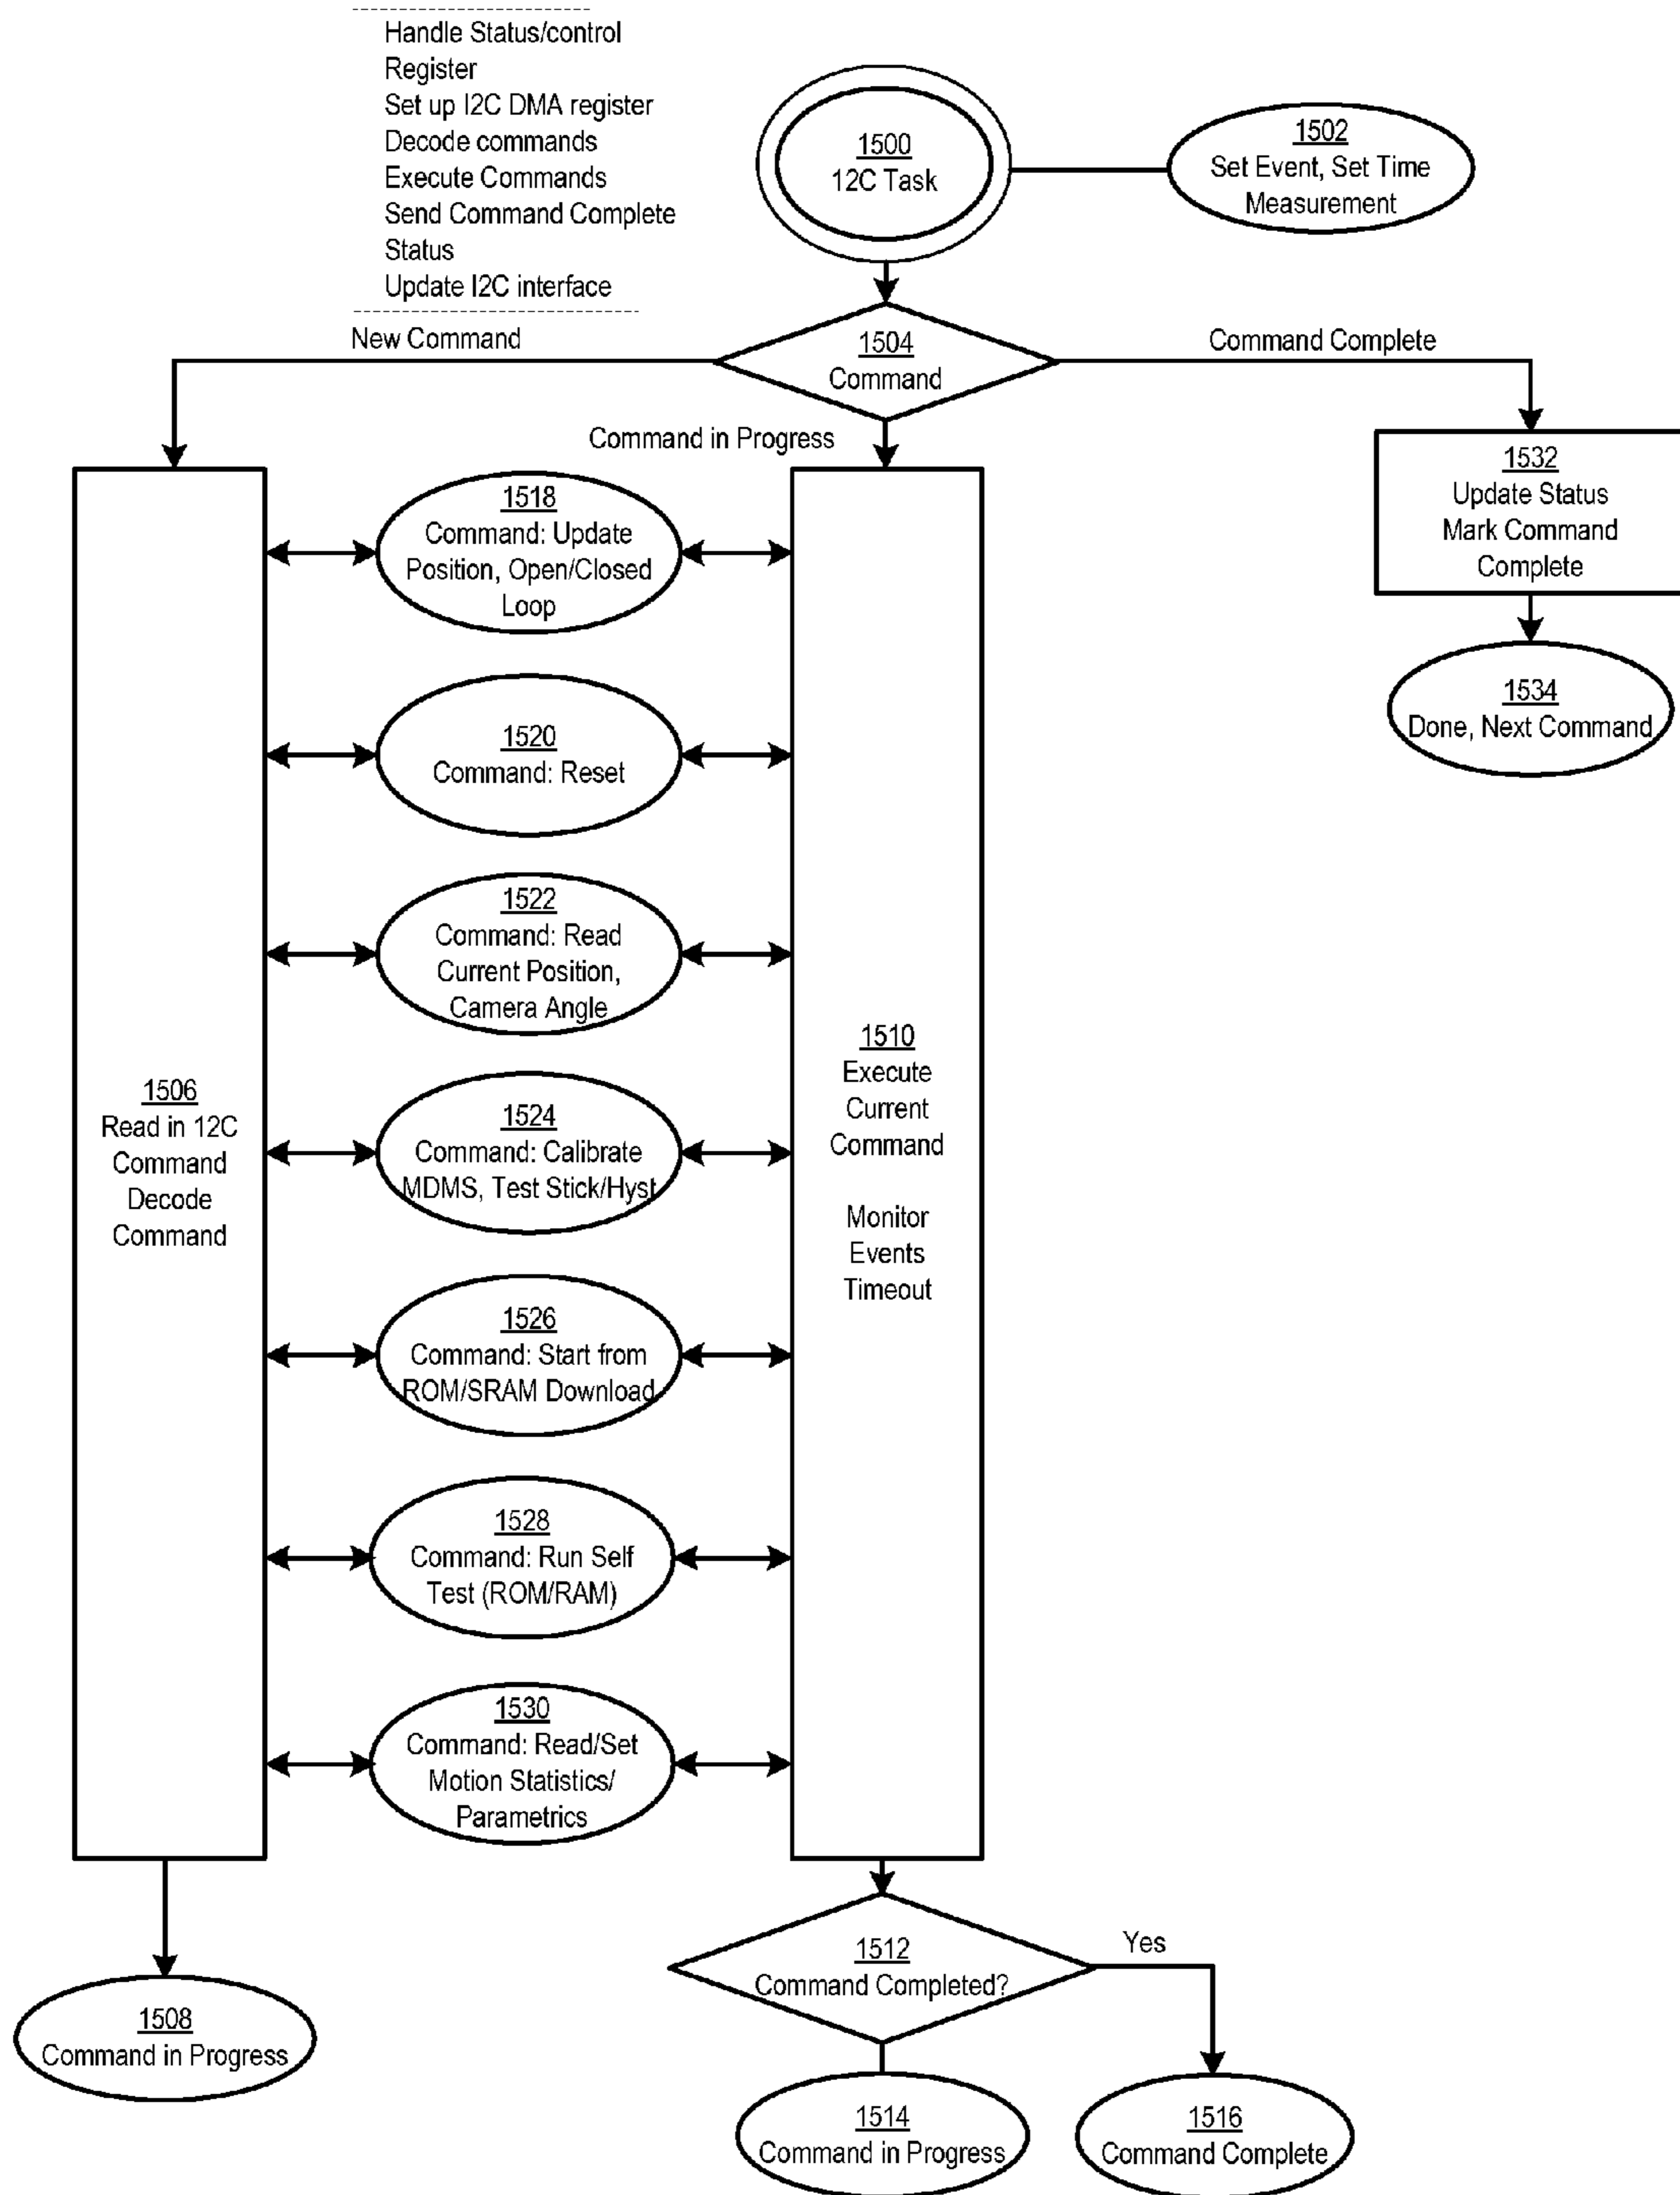 Handle Status/control
Register
Set up I2C DMA register
Decode commands
Execute Commands
Send Command Complete
Status
Update I2C interface
1500
12C Task
1502
Set Event, Set Time
Measurement
1504
Command
New Command
Command in Progress
Command Complete
1506
Read in 12C
Command
Decode
Command
1508
Command in Progress
1518
Command: Update
Position, Open/Closed
Loop
1520
Command: Reset
1522
Command: Read
Current Position,
Camera Angle
1524
Command: Calibrate
MDMS, Test Stick/Hyst
1526
Command: Start from
ROM/SRAM Download
1528
Command: Run Self
Test (ROM/RAM)
1530
Command: Read/Set
Motion Statistics/
Parametrics
1510
Execute
Current
Command
Monitor
Events
Timeout
1512
Command Completed?
Yes
1514
Command in Progress
1516
Command Complete
1532
Update Status
Mark Command
Complete
1534
Done, Next Command